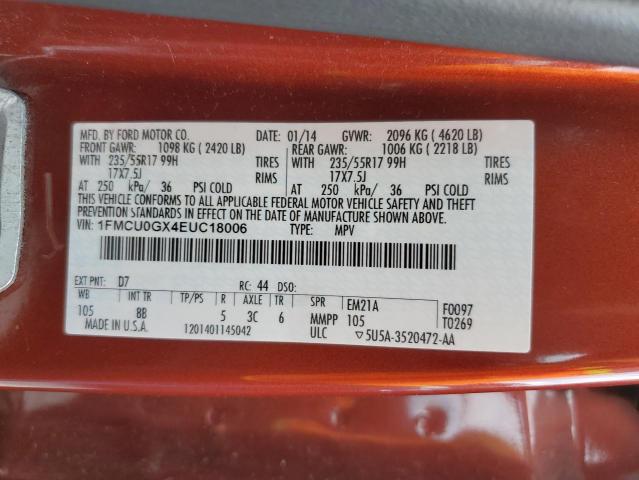 MFD. BY FORD MOTOR CO. DATE: 01/14 GVWR: 2096 KG ( 4620 LB)
FRONT GAWR: 1098 KG ( 2420 LB) REAR GAWR: 1006 KG ( 2218 LB)
WITH 235/55R17 99H TIRES WITH 235/55R17 99H TIRES
17X7.5J RIMS 17X7.5J RIMS
AT 250 kPa/ 36 PSI COLD AT 250 kPa/ 36 PSI COLD
THIS VEHICLE CONFORMS TO ALL APPLICABLE FEDERAL MOTOR VEHICLE SAFETY AND THEFT
PREVENTION STANDARDS IN EFFECT ON THE DATE OF MANUFACTURE SHOWN ABOVE.
VIN: 1FMCU0GX4EUC18006 TYPE: MPV
EXT PNT: D7 RC: 44 DSO:
WB INT TR TP/PS R AXLE TR SPR EM21A F0097
105 BB 5 3C 6 MMPP 105 T0269
MADE IN U.S.A. 1201401145042 ULC ▽5U5A-3520472-AA